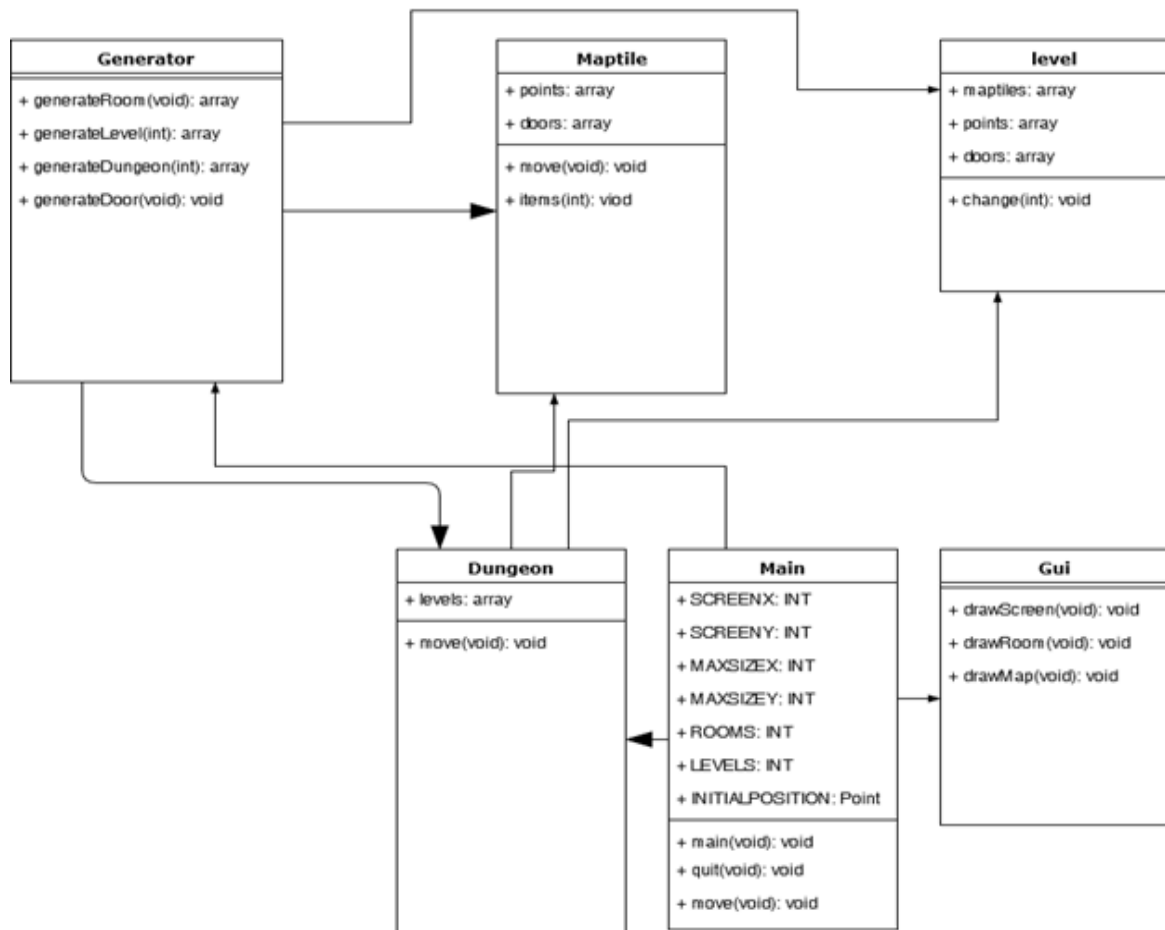 Generator
+ generateRoom(void): array
+ generateLevel(int): array
+ generateDungeon(int): array
+ generateDoor(void): void
Maptile
+ points: array
+ doors: array
+ move(void): void
+ items(int): viod
level
+ maptiles: array
+ points: array
+ doors: array
+ change(int): void
Dungeon
+ levels: array
+ move(void): void
Main
+ SCREENX: INT
+ SCREENY: INT
+ MAXSIZEX: INT
+ MAXSIZEY: INT
+ ROOMS: INT
+ LEVELS: INT
+ INITIALPOSITION: Point
+ main(void): void
+ quit(void): void
+ move(void): void
Gui
+ drawScreen(void): void
+ drawRoom(void): void
+ drawMap(void): void